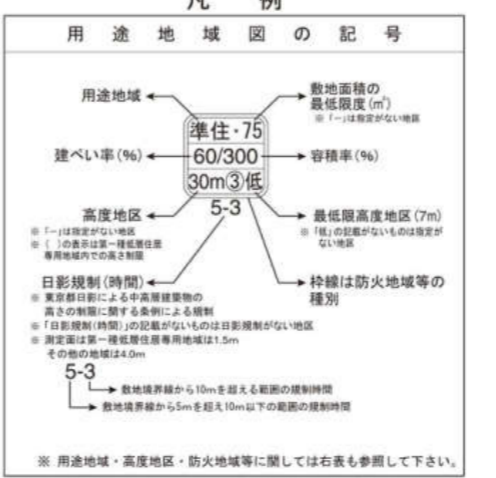 凡 例
用途地域図の記号
用途地域
敷地面積の
最低限度(㎡)
※「−」は指定がない地区
準住・75
建ぺい率(%)
60/300
容積率(%)
30m③低
高度地区
※「−」は指定がない地区
※( )の表示は第一種低層住居
専用地域内での高さ制限
5-3
最低限高度地区(7m)
※「低」の記載がないものは指定が
ない地区
日影規制(時間)
※ 東京都日影による中高層建築物の
高さの制限に関する条例による規制
※「日影規制(時間)」の記載がないものは日影規制がない地区
※ 測定面は第一種低層住居専用地域は1.5m
その他の地域は4.0m
枠線は防火地域等の
種別
5-3
敷地境界線から10mを超える範囲の規制時間
敷地境界線から5mを超え10m以下の範囲の規制時間
※ 用途地域・高度地区・防火地域等に関しては右表も参照して下さい。